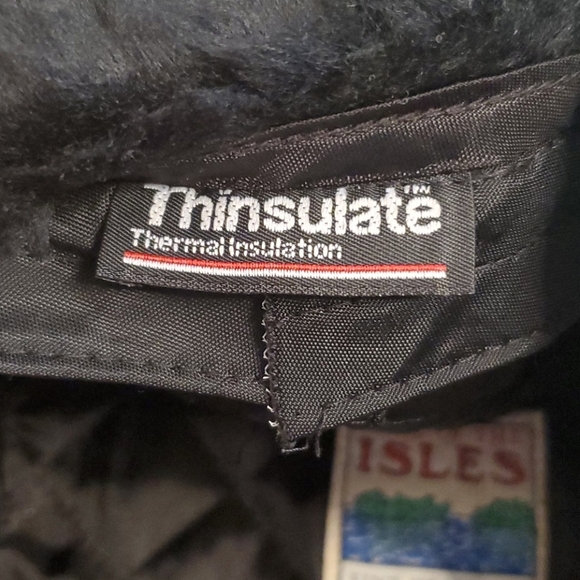 Thinsulate™
Thermal Insulation
ISLES